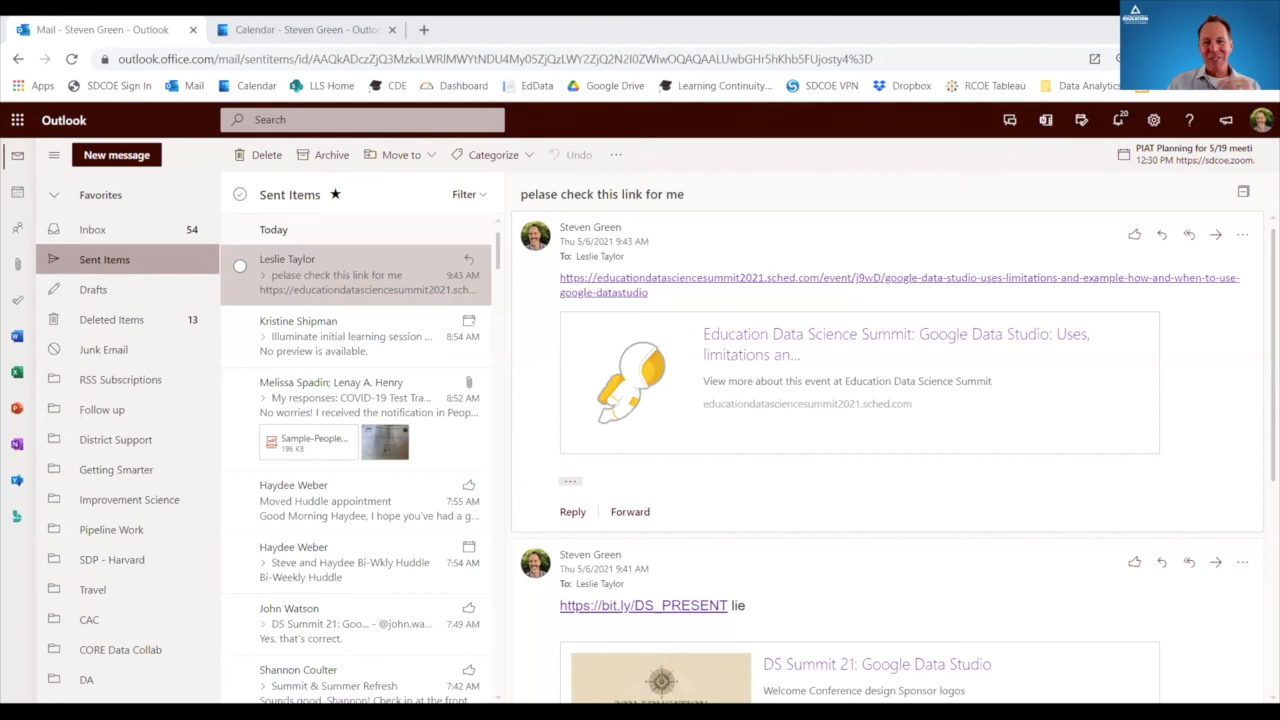 Mail - Steven Green - Outlook
Calendar - Steven Green - Outloo
outlook.office.com/mail/sentitems/id/AAQkADczZjQ3MzkxLWRlMWYtNDU4My05ZjQzLWY2ZjQ2N2I0ZWIwOQAQAALUwbGHr5hKhb5FUjosty4%3D
EDUCATION
Apps
SDCOE Sign In
Mail
Calendar
LLS Home
CDE
Dashboard
EdData
Google Drive
Learning Continuity...
SDCOE VPN
Dropbox
RCOE Tableau
Data Analytics
Outlook
Search
20
New message
Delete
Archive
Move to
Categorize
Undo
PIAT Planning for 5/19 meeti
12:30 PM https://sdcoe.zoom.
Favorites
Inbox 54
Sent Items
Drafts
Deleted Items 13
Junk Email
RSS Subscriptions
Follow up
District Support
Getting Smarter
Improvement Science
Pipeline Work
SDP - Harvard
Travel
CAC
CORE Data Collab
DA
Sent Items
Filter
Today
Leslie Taylor
pelase check this link for me 9:43 AM
https://educationdatasciencesummit2021.sch...
Kristine Shipman
Illuminate initial learning session ... 8:54 AM
No preview is available.
Melissa Spadin; Lenay A. Henry
My responses: COVID-19 Test Tra... 8:52 AM
No worries! I received the notification in Peop...
Sample-People...
196 KB
Haydee Weber
Moved Huddle appointment 7:55 AM
Good Morning Haydee, I hope you've had a g...
Haydee Weber
Steve and Haydee Bi-Wkly Huddle 7:54 AM
Bi-Weekly Huddle
John Watson
DS Summit 21: Goo... - @john.wa... 7:49 AM
Yes, that's correct.
Shannon Coulter
Summit & Summer Refresh 7:42 AM
Sounds good, Shannon! Check in at the front
pelase check this link for me
Steven Green
Thu 5/6/2021 9:43 AM
To: Leslie Taylor
https://educationdatasciencesummit2021.sched.com/event/j9wD/google-data-studio-uses-limitations-and-example-how-and-when-to-use-
google-datastudio
Education Data Science Summit: Google Data Studio: Uses,
limitations an...
View more about this event at Education Data Science Summit
educationdatasciencesummit2021.sched.com
...
Reply
Forward
Steven Green
Thu 5/6/2021 9:41 AM
To: Leslie Taylor
https://bit.ly/DS_PRESENT lie
DS Summit 21: Google Data Studio
Welcome Conference design Sponsor logos